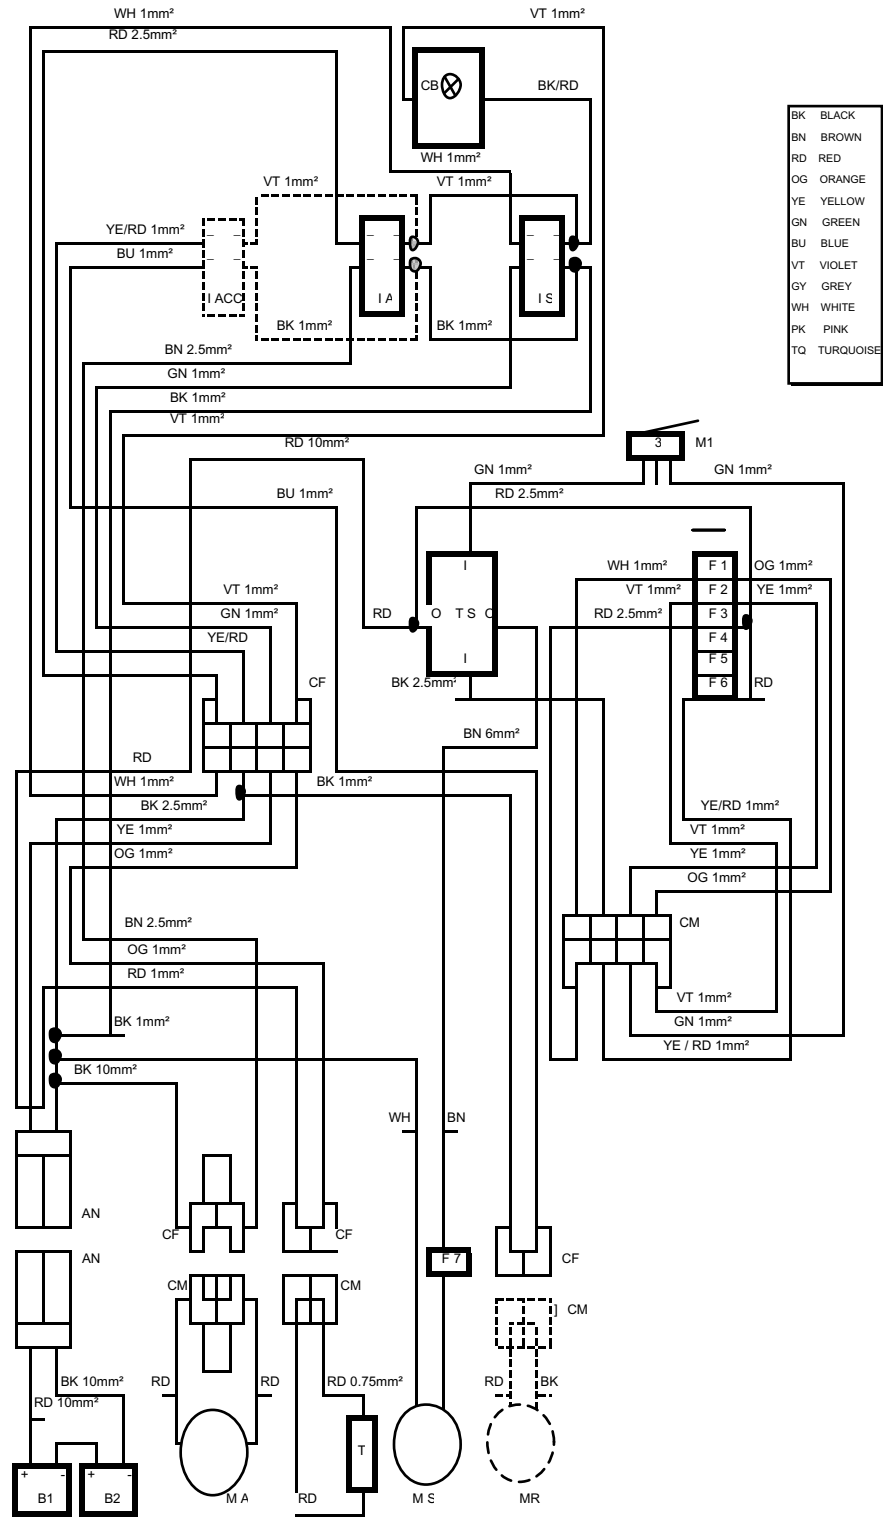 WH 1mm²
VT 1mm²
RD 2.5mm²
CB
BK/RD
BK BLACK
BN BROWN
RD RED
OG ORANGE
YE YELLOW
GN GREEN
BU BLUE
VT VIOLET
GY GREY
WH WHITE
PK PINK
TQ TURQUOISE
WH 1mm²
VT 1mm²
VT 1mm²
YE/RD 1mm²
BU 1mm²
I ACC
I A
I S
BK 1mm²
BK 1mm²
BN 2.5mm²
GN 1mm²
BK 1mm²
VT 1mm²
RD 10mm²
3
M1
GN 1mm²
GN 1mm²
BU 1mm²
RD 2.5mm²
I
WH 1mm²
F 1
OG 1mm²
VT 1mm²
VT 1mm²
F 2
YE 1mm²
GN 1mm²
RD
O T S C
RD 2.5mm²
F 3
YE/RD
F 4
I
F 5
CF
BK 2.5mm²
F 6
RD
BN 6mm²
RD
WH 1mm²
BK 1mm²
BK 2.5mm²
YE/RD 1mm²
YE 1mm²
VT 1mm²
OG 1mm²
YE 1mm²
OG 1mm²
BN 2.5mm²
CM
OG 1mm²
RD 1mm²
VT 1mm²
BK 1mm²
GN 1mm²
YE / RD 1mm²
BK 10mm²
WH
BN
AN
CF
CF
AN
F 7
CF
CM
CM
] CM
BK 10mm²
RD
RD
RD 0.75mm²
RD
BK
RD 10mm²
T
+ -
+ -
B1
B2
M A
RD
M S
MR